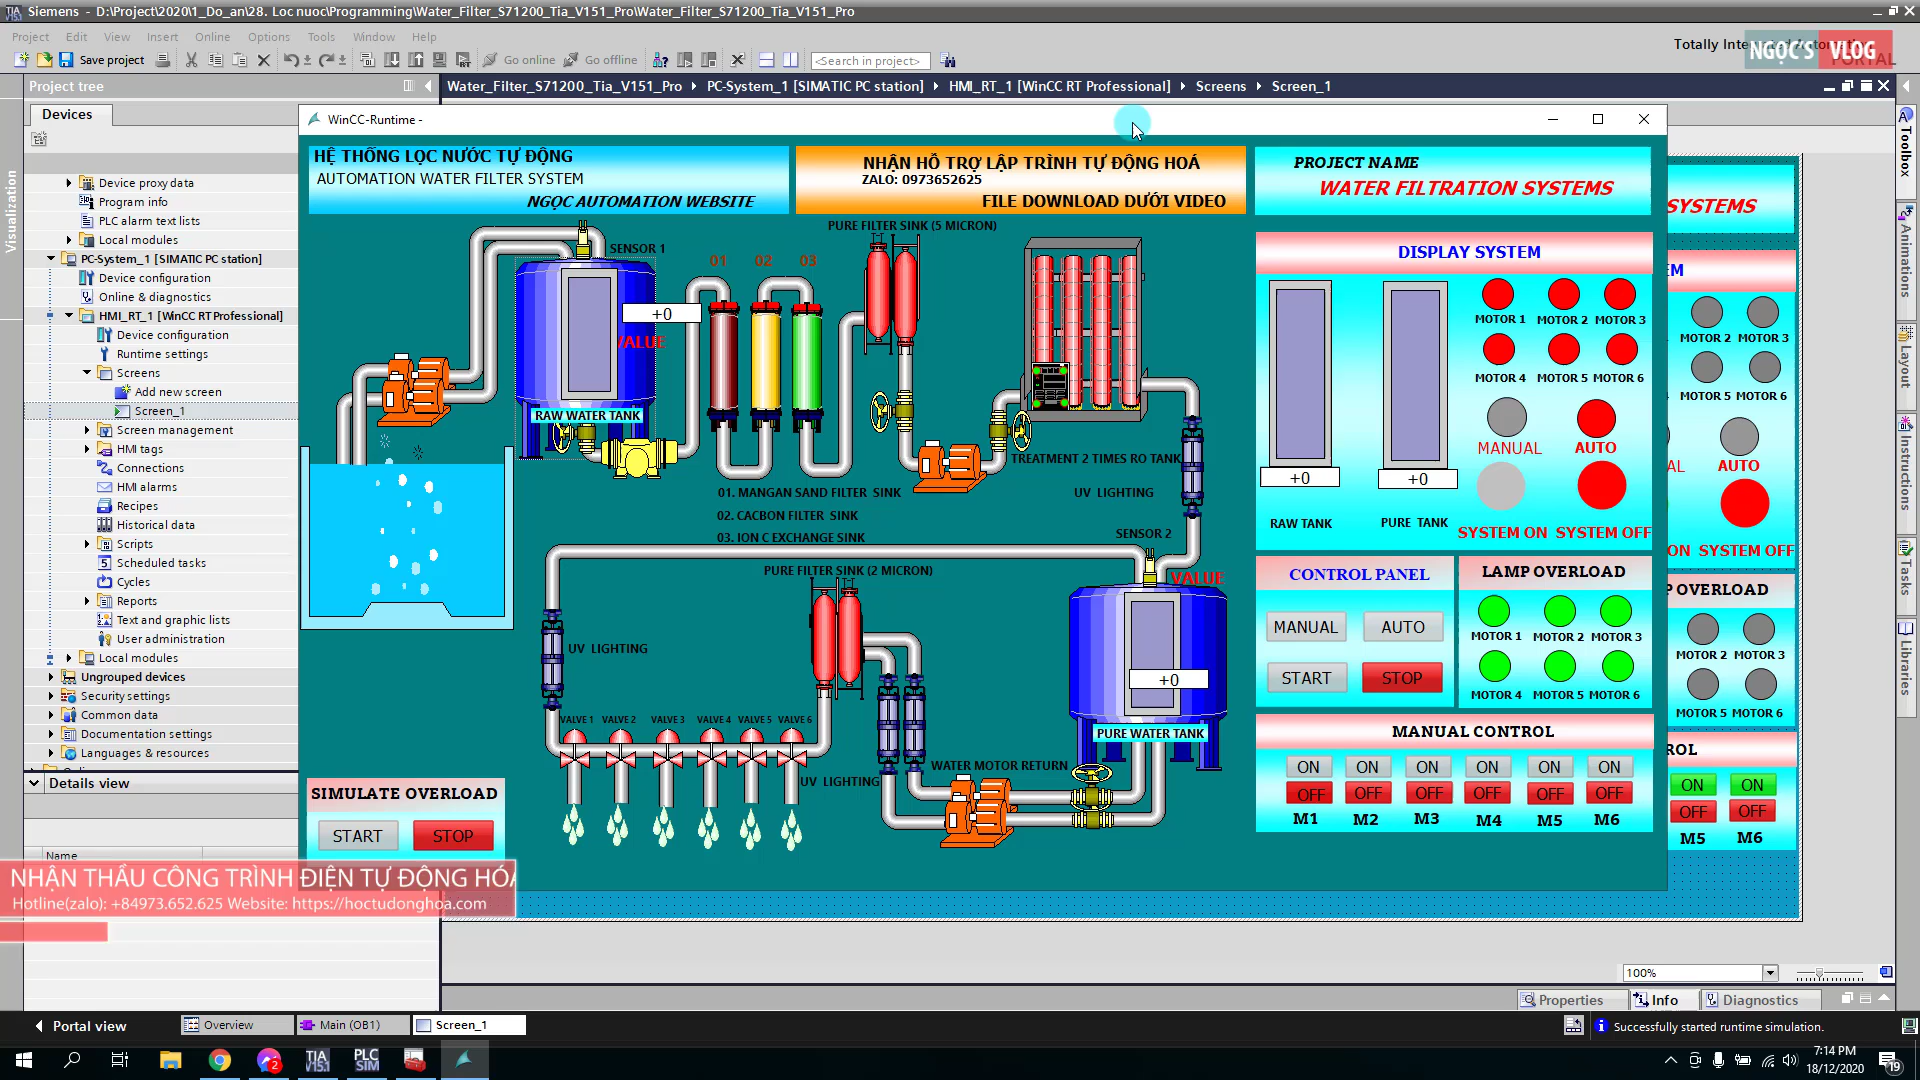 Siemens - D:\Project\2020\1_Do_an\28. Loc nuoc\Programming\Water_Filter_S71200_Tia_V151_Pro\Water_Filter_S71200_Tia_V151_Pro
Project Edit View Insert Online Options Tools Window Help
Save project
Go online
Go offline
<Search in project>
NGỌC'S VLOG
PORTAL
Project tree
Water_Filter_S71200_Tia_V151_Pro
PC-System_1 [SIMATIC PC station]
HMI_RT_1 [WinCC RT Professional]
Screens
Screen_1
Devices
Visualization
Device proxy data
Program info
PLC alarm text lists
Local modules
PC-System_1 [SIMATIC PC station]
Device configuration
Online & diagnostics
HMI_RT_1 [WinCC RT Professional]
Device configuration
Runtime settings
Screens
Add new screen
Screen_1
Screen management
HMI tags
Connections
HMI alarms
Recipes
Historical data
Scripts
Scheduled tasks
Cycles
Reports
Text and graphic lists
User administration
Local modules
Ungrouped devices
Security settings
Common data
Documentation settings
Languages & resources
Details view
Name
WinCC-Runtime -
HỆ THỐNG LỌC NƯỚC TỰ ĐỘNG
AUTOMATION WATER FILTER SYSTEM
NGỌC AUTOMATION WEBSITE
NHẬN HỖ TRỢ LẬP TRÌNH TỰ ĐỘNG HOÁ
ZALO: 0973652625
FILE DOWNLOAD DƯỚI VIDEO
PROJECT NAME
WATER FILTRATION SYSTEMS
SENSOR 1
01 02 03
PURE FILTER SINK (5 MICRON)
+0
VALUE
RAW WATER TANK
TREATMENT 2 TIMES RO TANK
UV LIGHTING
01. MANGAN SAND FILTER SINK
02. CACBON FILTER SINK
03. ION C EXCHANGE SINK
SENSOR 2
PURE FILTER SINK (2 MICRON)
VALUE
UV LIGHTING
+0
PURE WATER TANK
VALVE 1 VALVE 2 VALVE 3 VALVE 4 VALVE 5 VALVE 6
UV LIGHTING
WATER MOTOR RETURN
SIMULATE OVERLOAD
START STOP
DISPLAY SYSTEM
MOTOR 1 MOTOR 2 MOTOR 3
MOTOR 4 MOTOR 5 MOTOR 6
MANUAL AUTO
+0 +0
RAW TANK PURE TANK
SYSTEM ON SYSTEM OFF
CONTROL PANEL
MANUAL AUTO
START STOP
LAMP OVERLOAD
MOTOR 1 MOTOR 2 MOTOR 3
MOTOR 4 MOTOR 5 MOTOR 6
MANUAL CONTROL
ON ON ON ON ON ON
OFF OFF OFF OFF OFF OFF
M1 M2 M3 M4 M5 M6
SYSTEMS
EM
MOTOR 2 MOTOR 3
MOTOR 5 MOTOR 6
AL AUTO
ON SYSTEM OFF
P OVERLOAD
MOTOR 2 MOTOR 3
MOTOR 5 MOTOR 6
ROL
ON ON
OFF OFF
M5 M6
Toolbox
Animations
Layout
Instructions
Tasks
Libraries
NHẬN THẦU CÔNG TRÌNH ĐIỆN TỰ ĐỘNG HÓA
Hotline(zalo): +84973.652.625 Website: https://hoctudonghoa.com
100%
Properties Info Diagnostics
Portal view
Overview
Main (OB1)
Screen_1
Successfully started runtime simulation.
TIA V15.1
PLC SIM
2
7:14 PM
18/12/2020
19